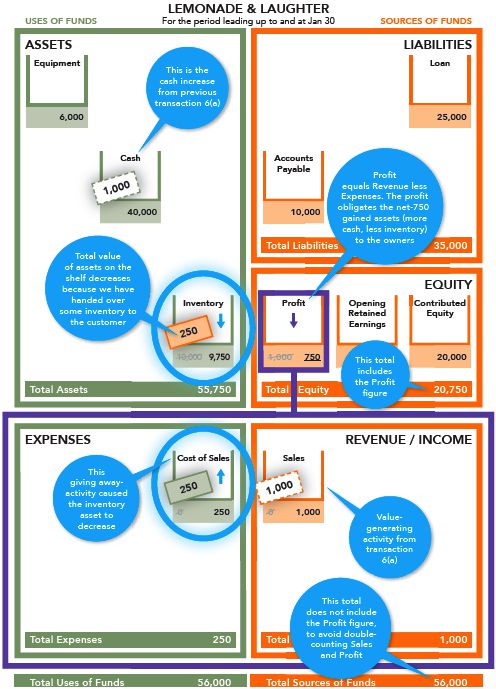 LEMONADE & LAUGHTER
USES OF FUNDS
For the period leading up to and at Jan 30
SOURCES OF FUNDS
ASSETS
Equipment
6,000
This is the
cash increase
from previous
transaction 6(a)
Cash
1,000
40,000
Total value
of assets on the
shelf decreases
because we have
handed over
some inventory to
the customer
Inventory
250
10,000 9,750
Total Assets 55,750
LIABILITIES
Loan
25,000
Accounts
Payable
10,000
Profit
equals Revenue less
Expenses. The profit
obligates the net-750
gained assets (more
cash, less inventory)
to the owners
Total Liabilities 35,000
EQUITY
Profit
1,000 750
Opening
Retained
Earnings
Contributed
Equity
20,000
This total
includes
the Profit
figure
Total Equity 20,750
EXPENSES
This
giving away-
activity caused
the inventory
asset to
decrease
Cost of Sales
250
0 250
Total Expenses 250
REVENUE / INCOME
Sales
1,000
0 1,000
Value-
generating
activity from
transaction
6(a)
This total
does not include
the Profit figure,
to avoid double-
counting Sales
and Profit
Total 1,000
Total Uses of Funds 56,000
Total Sources of Funds 56,000